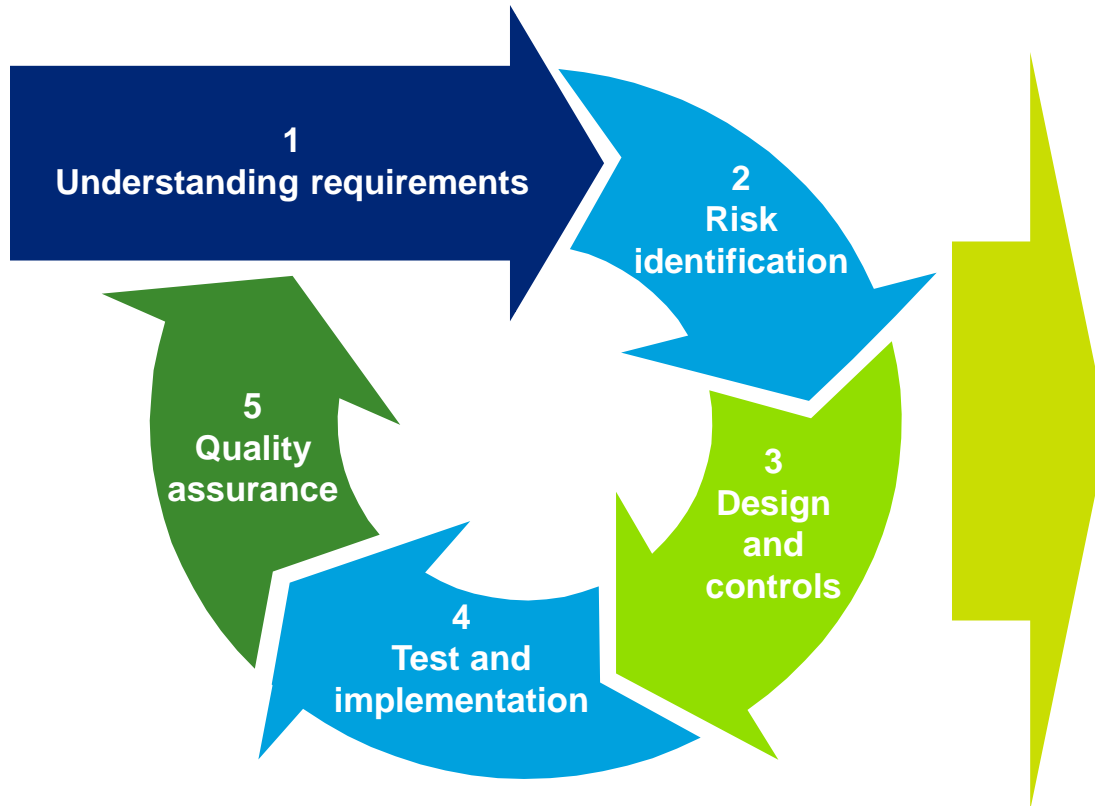 1
Understanding requirements
2
Risk
identification
3
Design
and
controls
4
Test and
implementation
5
Quality
assurance